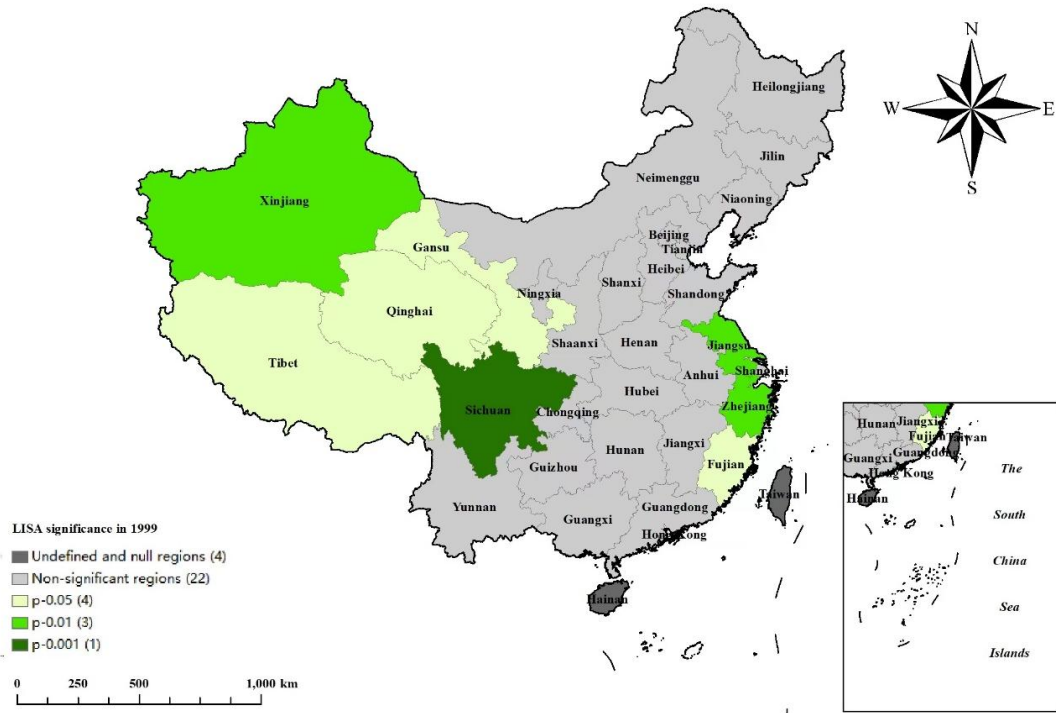 N
W E
S
Heilongjiang
Jilin
Neimenggu
Niaoning
Xinjiang
Beijing
Tianjin
Gansu
Heibei
Shanxi
Ningxia
Shandong
Qinghai
Shaanxi
Henan
Jiangsu
Tibet
Anhui
Shanghai
Hubei
Zhejiang
Sichuan
Chongqing
Hunan
Jiangxi
Guizhou
Fujian
Yunnan
Taiwan
Guangdong
Guangxi
Hong Kong
Hainan
Hunan
Jiangxi
Fujian
Taiwan
Guangxi
Guangdong
Hong Kong
Hainan
The
South
China
Sea
Islands
LISA significance in 1999
Undefined and null regions (4)
Non-significant regions (22)
p-0.05 (4)
p-0.01 (3)
p-0.001 (1)
0 250 500 1,000 km